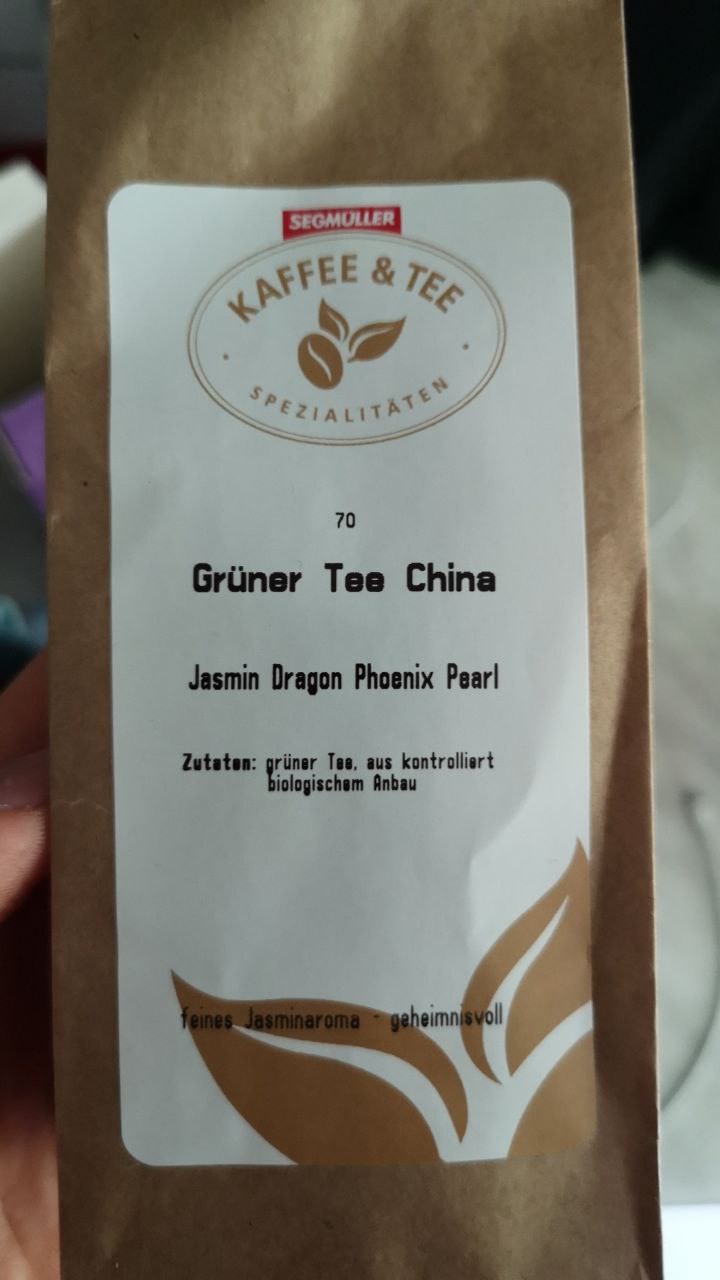 SEGMÜLLER
KAFFEE & TEE
SPEZIALITÄTEN
70
Grüner Tee China
Jasmin Dragon Phoenix Pearl
Zutaten: grüner Tee, aus kontrolliert
biologischem Anbau
feines Jasminaroma - geheimnisvoll